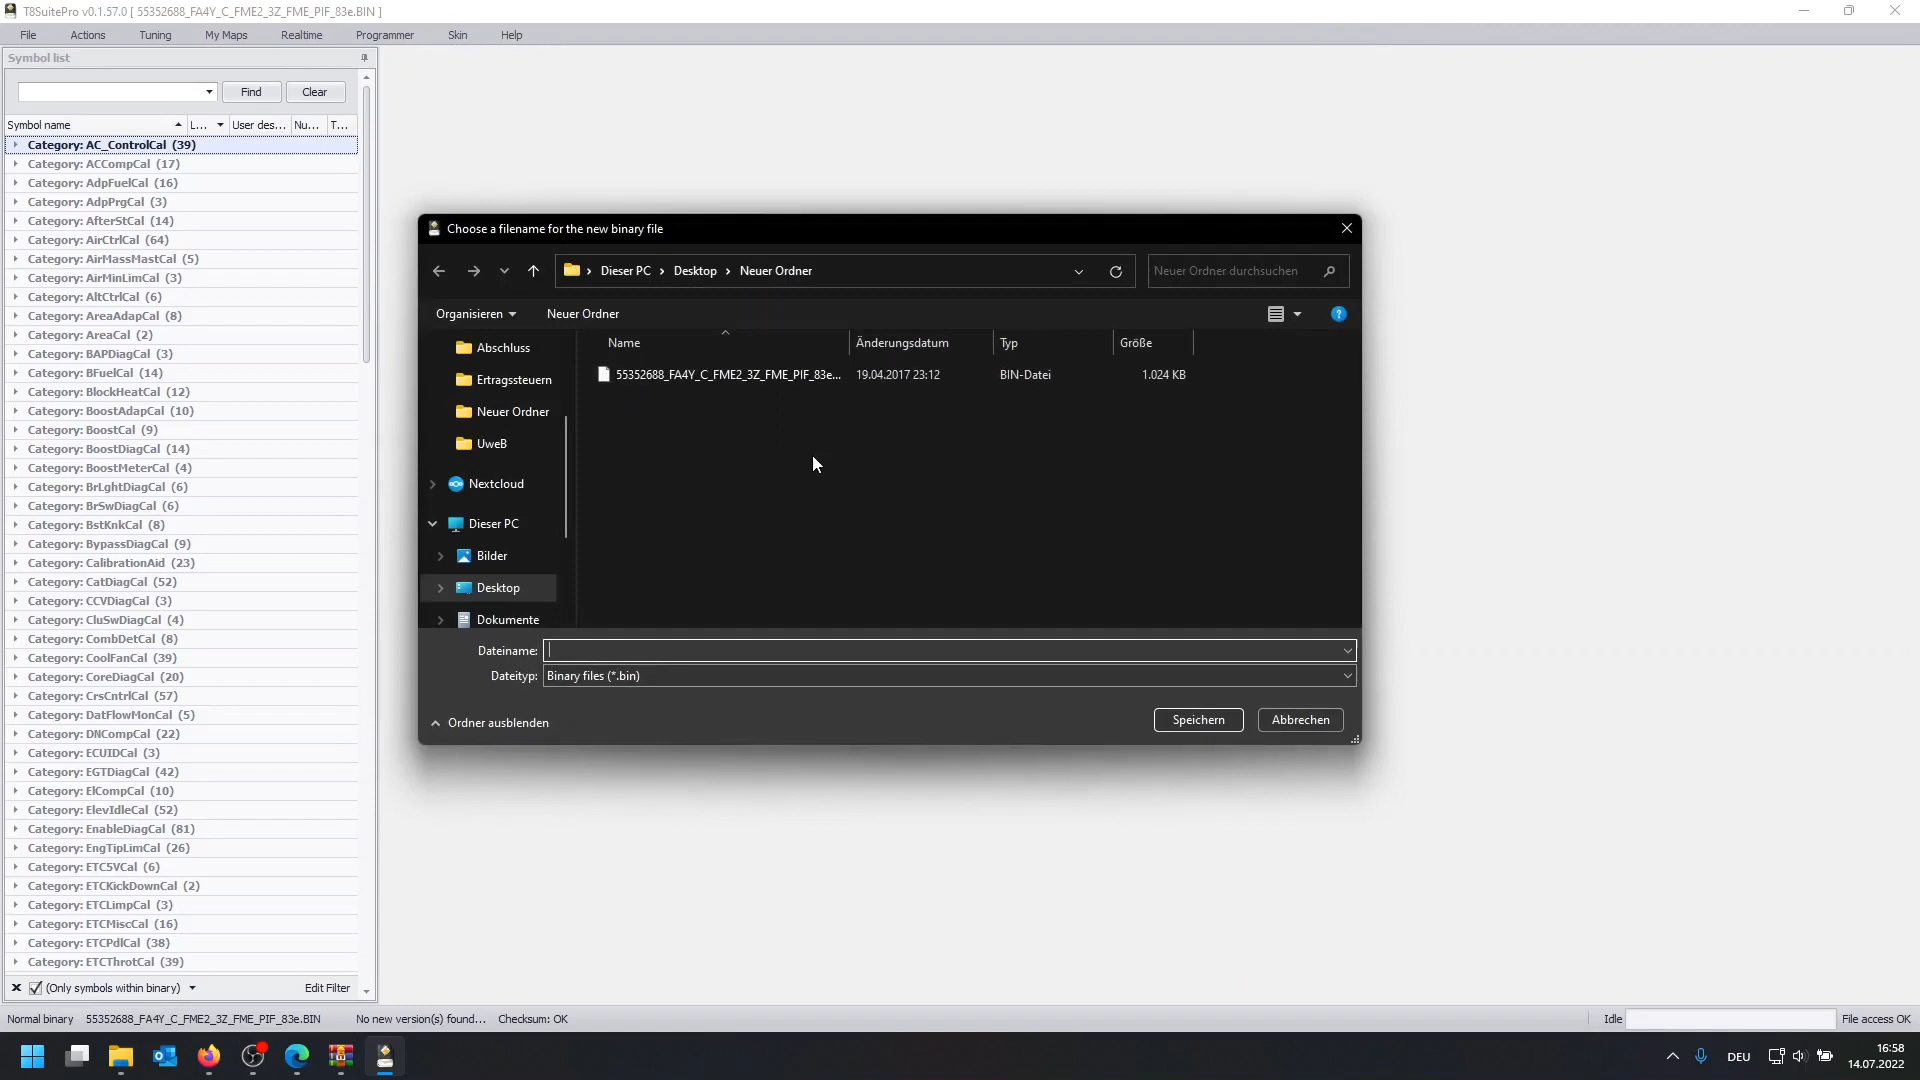 T8SuitePro v0.1.57.0 [ 55352688_FA4Y_C_FME2_3Z_FME_PIF_83e.BIN ]
File Actions Tuning My Maps Realtime Programmer Skin Help
Symbol list
Find Clear
Symbol name L... User des... Nu... T...
Category: AC_ControlCal (39)
Category: ACCompCal (17)
Category: AdpFuelCal (16)
Category: AdpPrgCal (3)
Category: AfterStCal (14)
Category: AirCtrlCal (64)
Category: AirMassMastCal (5)
Category: AirMinLimCal (3)
Category: AltCtrlCal (6)
Category: AreaAdapCal (8)
Category: AreaCal (2)
Category: BAPDiagCal (3)
Category: BFuelCal (14)
Category: BlockHeatCal (12)
Category: BoostAdapCal (10)
Category: BoostCal (9)
Category: BoostDiagCal (14)
Category: BoostMeterCal (4)
Category: BrLghtDiagCal (6)
Category: BrSwDiagCal (6)
Category: BstKnkCal (8)
Category: BypassDiagCal (9)
Category: CalibrationAid (23)
Category: CatDiagCal (52)
Category: CCVDiagCal (3)
Category: CluSwDiagCal (4)
Category: CombDetCal (8)
Category: CoolFanCal (39)
Category: CoreDiagCal (20)
Category: CrsCntrlCal (57)
Category: DatFlowMonCal (5)
Category: DNCompCal (22)
Category: ECUIDCal (3)
Category: EGTDiagCal (42)
Category: ElCompCal (10)
Category: ElevIdleCal (52)
Category: EnableDiagCal (81)
Category: EngTipLimCal (26)
Category: ETC5VCal (6)
Category: ETCKickDownCal (2)
Category: ETCLimpCal (3)
Category: ETCMiscCal (16)
Category: ETCPdlCal (38)
Category: ETCThrotCal (39)
(Only symbols within binary) Edit Filter
Choose a filename for the new binary file
Dieser PC Desktop Neuer Ordner
Neuer Ordner durchsuchen
Organisieren Neuer Ordner
Name Änderungsdatum Typ Größe
55352688_FA4Y_C_FME2_3Z_FME_PIF_83e... 19.04.2017 23:12 BIN-Datei 1.024 KB
Abschluss
Ertragssteuern
Neuer Ordner
UweB
Nextcloud
Dieser PC
Bilder
Desktop
Dokumente
Dateiname:
Dateityp: Binary files (*.bin)
Ordner ausblenden Speichern Abbrechen
Normal binary 55352688_FA4Y_C_FME2_3Z_FME_PIF_83e.BIN No new version(s) found... Checksum: OK Idle File access OK
DEU 16:58
14.07.2022